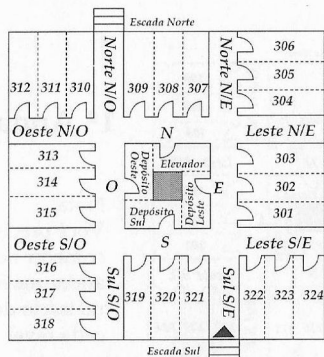 Escada Norte
Norte N/O
Norte N/E
312
311
310
309
308
307
306
305
304
Oeste N/O
N
Leste N/E
313
314
315
Depósito
Oeste
Elevador
O
E
Depósito
Leste
Depósito
Sul
303
302
301
Oeste S/O
S
Leste S/E
316
317
318
Sul S/O
319
320
321
Sul S/E
322
323
324
Escada Sul